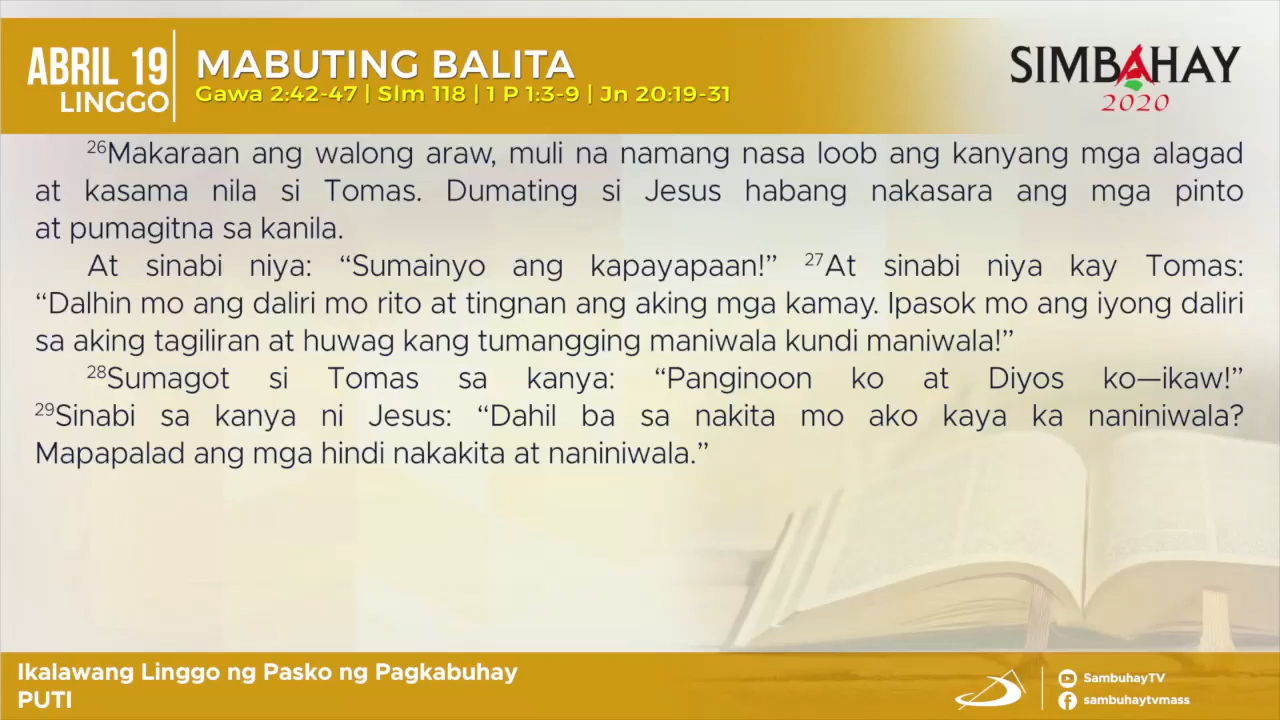 ABRIL 19
LINGGO
MABUTING BALITA
Gawa 2:42-47 | Slm 118 | 1 P 1:3-9 | Jn 20:19-31
SIMBAHAY
2020
26Makaraan ang walong araw, muli na namang nasa loob ang kanyang mga alagad
at kasama nila si Tomas. Dumating si Jesus habang nakasara ang mga pinto
at pumagitna sa kanila.
At sinabi niya: “Sumainyo ang kapayapaan!” 27At sinabi niya kay Tomas:
“Dalhin mo ang daliri mo rito at tingnan ang aking mga kamay. Ipasok mo ang iyong daliri
sa aking tagiliran at huwag kang tumangging maniwala kundi maniwala!”
28Sumagot si Tomas sa kanya: “Panginoon ko at Diyos ko—ikaw!”
29Sinabi sa kanya ni Jesus: “Dahil ba sa nakita mo ako kaya ka naniniwala?
Mapapalad ang mga hindi nakakita at naniniwala.”
Ikalawang Linggo ng Pasko ng Pagkabuhay
PUTI
SambuhayTV
sambuhaytvmass